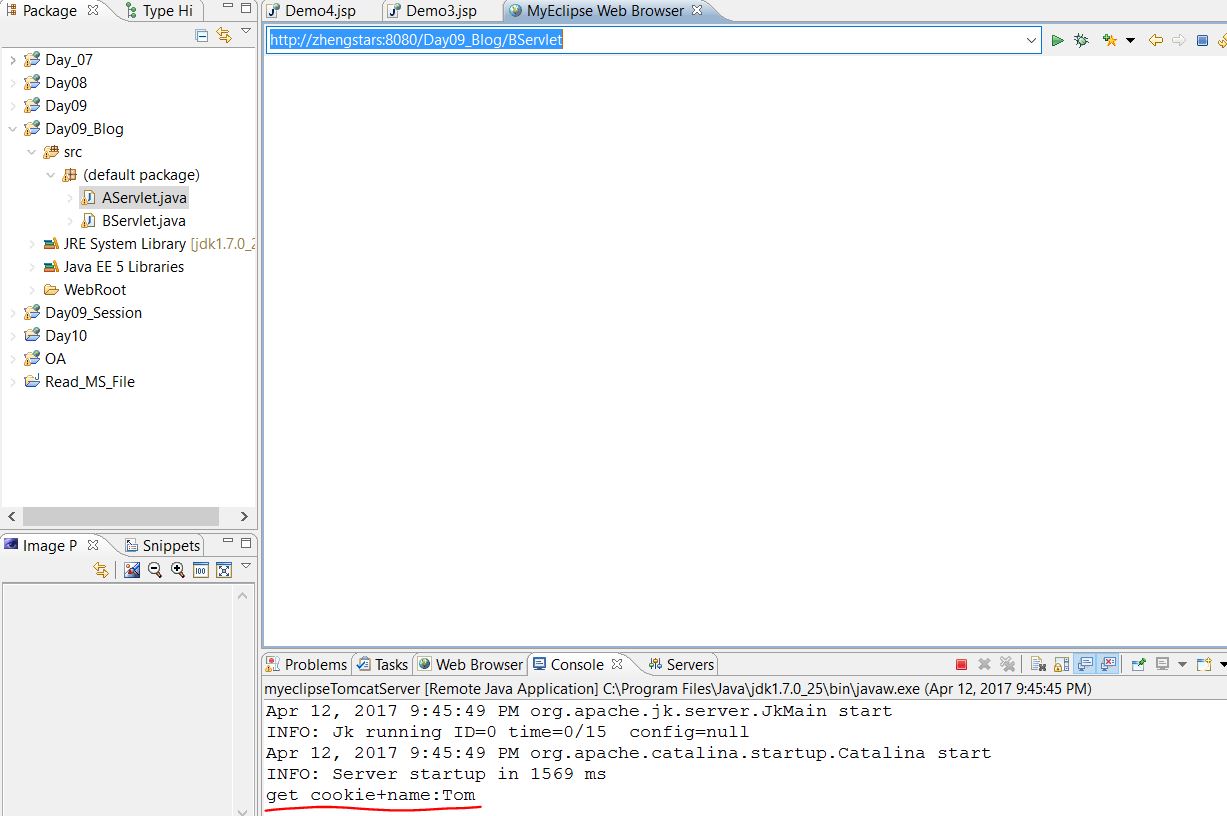 Package
Type Hi
Demo4.jsp
Demo3.jsp
MyEclipse Web Browser
http://zhengstars:8080/Day09_Blog/BServlet
Day_07
Day08
Day09
Day09_Blog
src
(default package)
AServlet.java
BServlet.java
JRE System Library [jdk1.7.0_2
Java EE 5 Libraries
WebRoot
Day09_Session
Day10
OA
Read_MS_File
Image P
Snippets
Problems
Tasks
Web Browser
Console
Servers
myeclipseTomcatServer [Remote Java Application] C:\Program Files\Java\jdk1.7.0_25\bin\javaw.exe (Apr 12, 2017 9:45:45 PM)
Apr 12, 2017 9:45:49 PM org.apache.jk.server.JkMain start
INFO: Jk running ID=0 time=0/15  config=null
Apr 12, 2017 9:45:49 PM org.apache.catalina.startup.Catalina start
INFO: Server startup in 1569 ms
get cookie+name:Tom